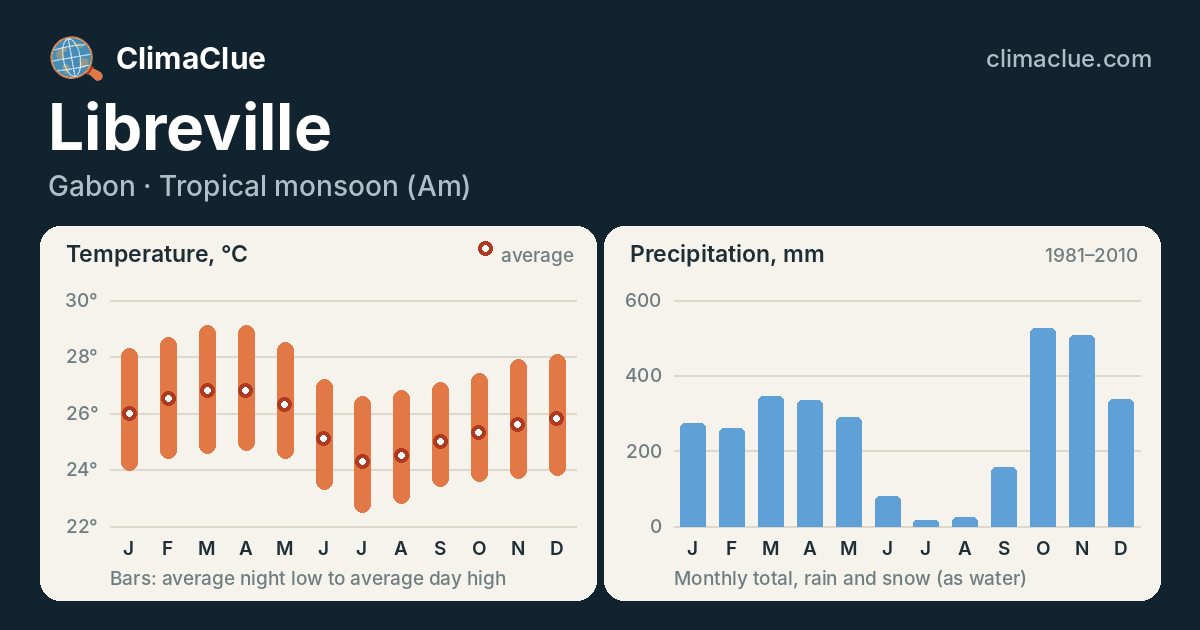 ClimaClue
climaclue.com
Libreville
Gabon · Tropical monsoon (Am)
Temperature, °C
average
30°
28°
26°
24°
22°
J F M A M J J A S O N D
Bars: average night low to average day high
Precipitation, mm
1981–2010
600
400
200
0
J F M A M J J A S O N D
Monthly total, rain and snow (as water)